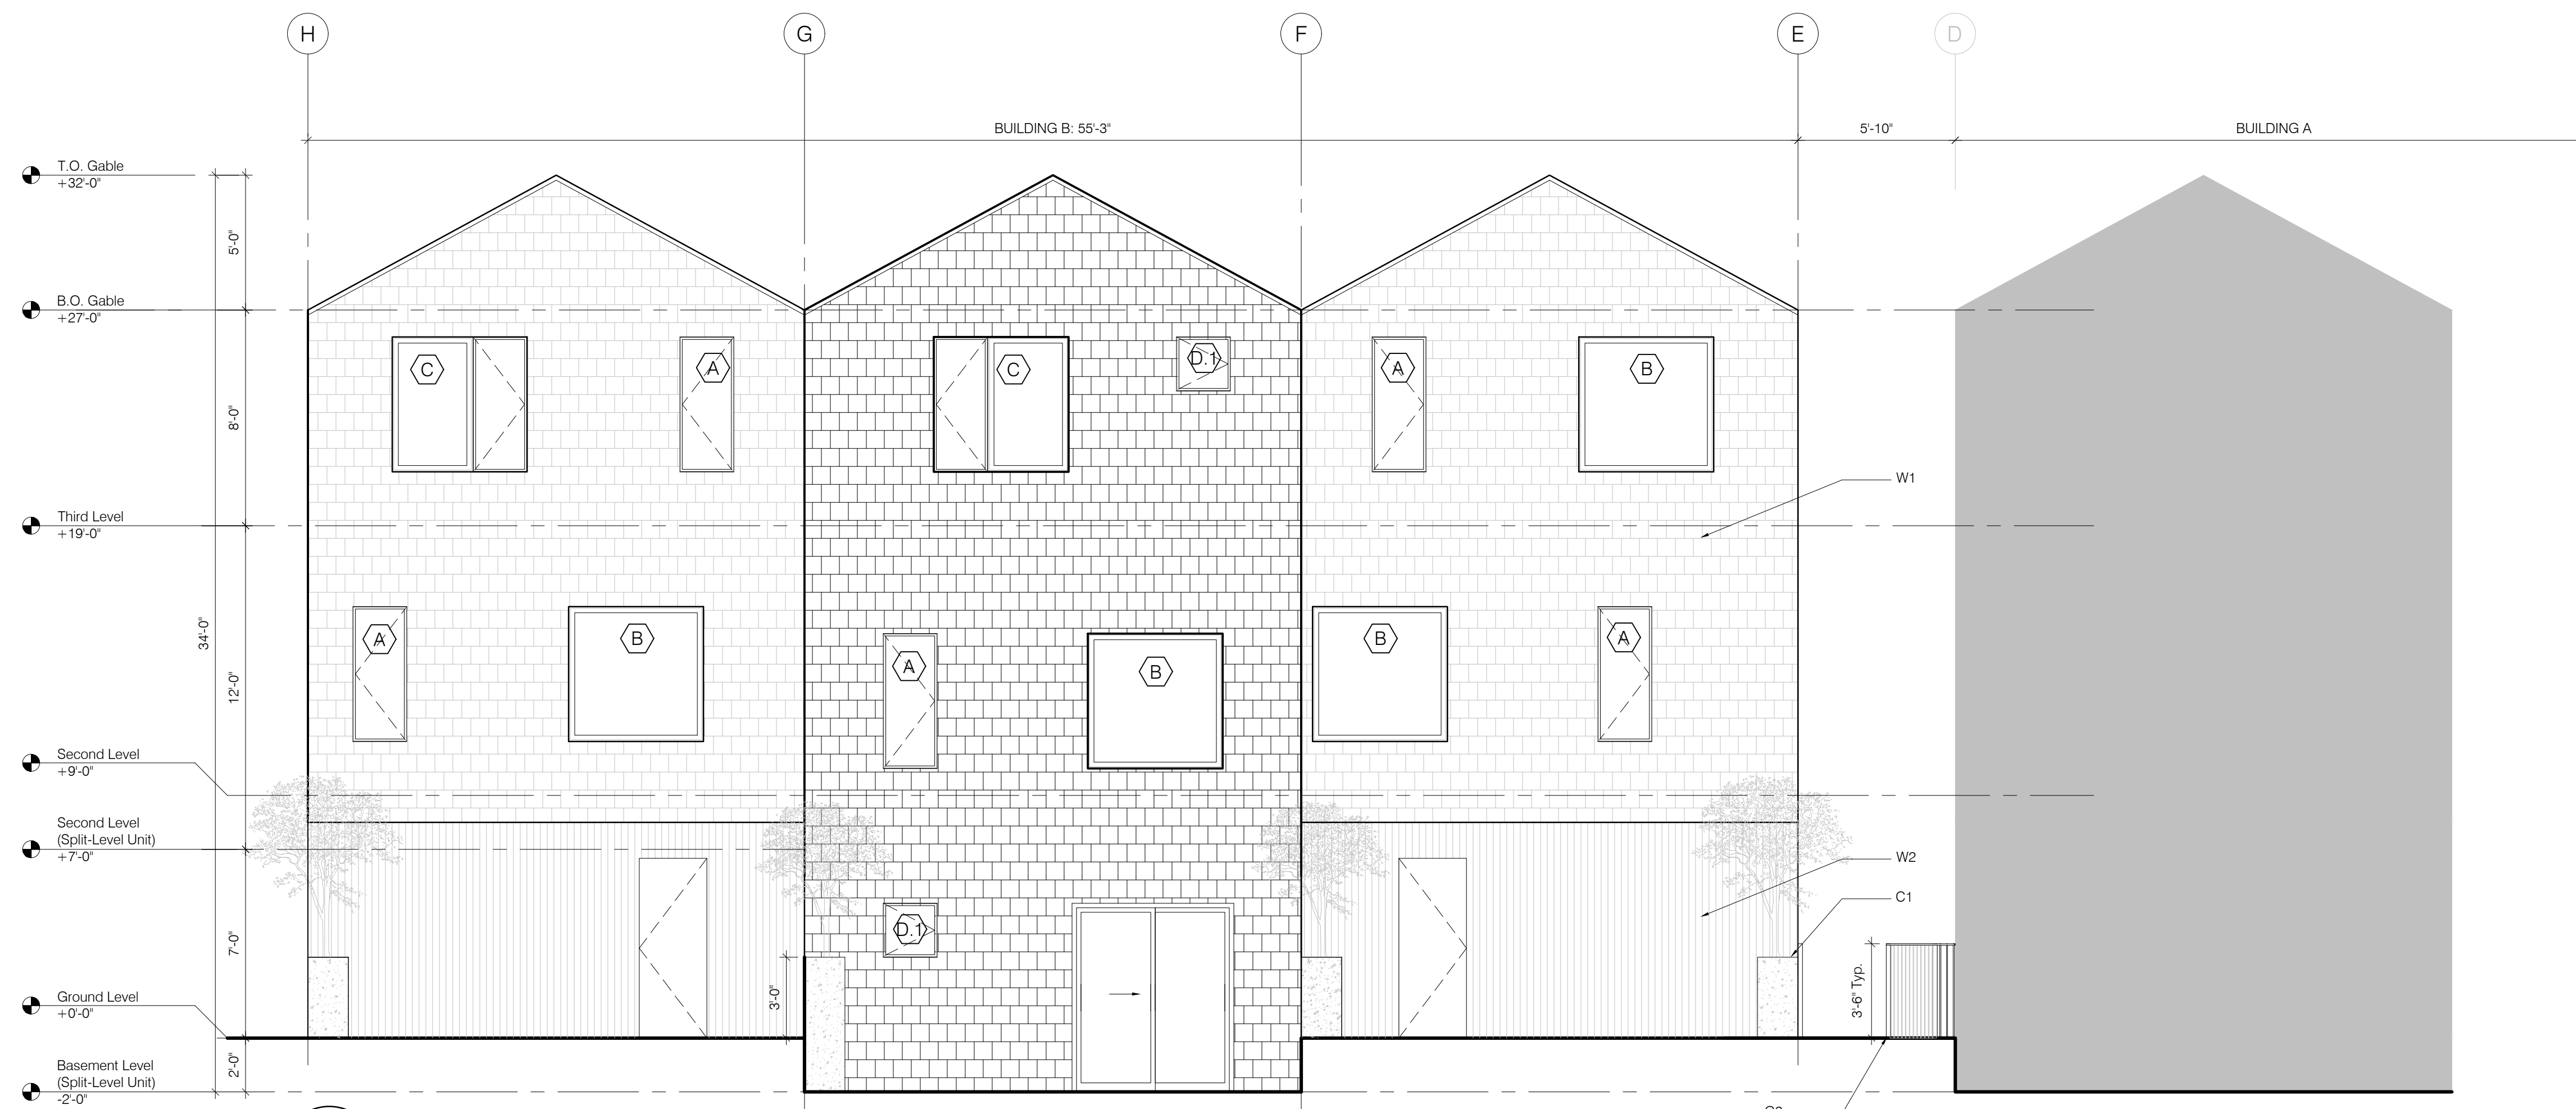 H
G
F
E
D
BUILDING B: 55'-3"
5'-10"
BUILDING A
T.O. Gable
+32'-0"
5'-0"
B.O. Gable
+27'-0"
C
A
C
D.1
A
B
8'-0"
W1
Third Level
+19'-0"
34'-0"
12'-0"
A
B
A
B
B
A
Second Level
+9'-0"
Second Level
(Split-Level Unit)
+7'-0"
W2
C1
7'-0"
D.1
3'-0"
3'-6" Typ.
Ground Level
+0'-0"
2'-0"
Basement Level
(Split-Level Unit)
-2'-0"